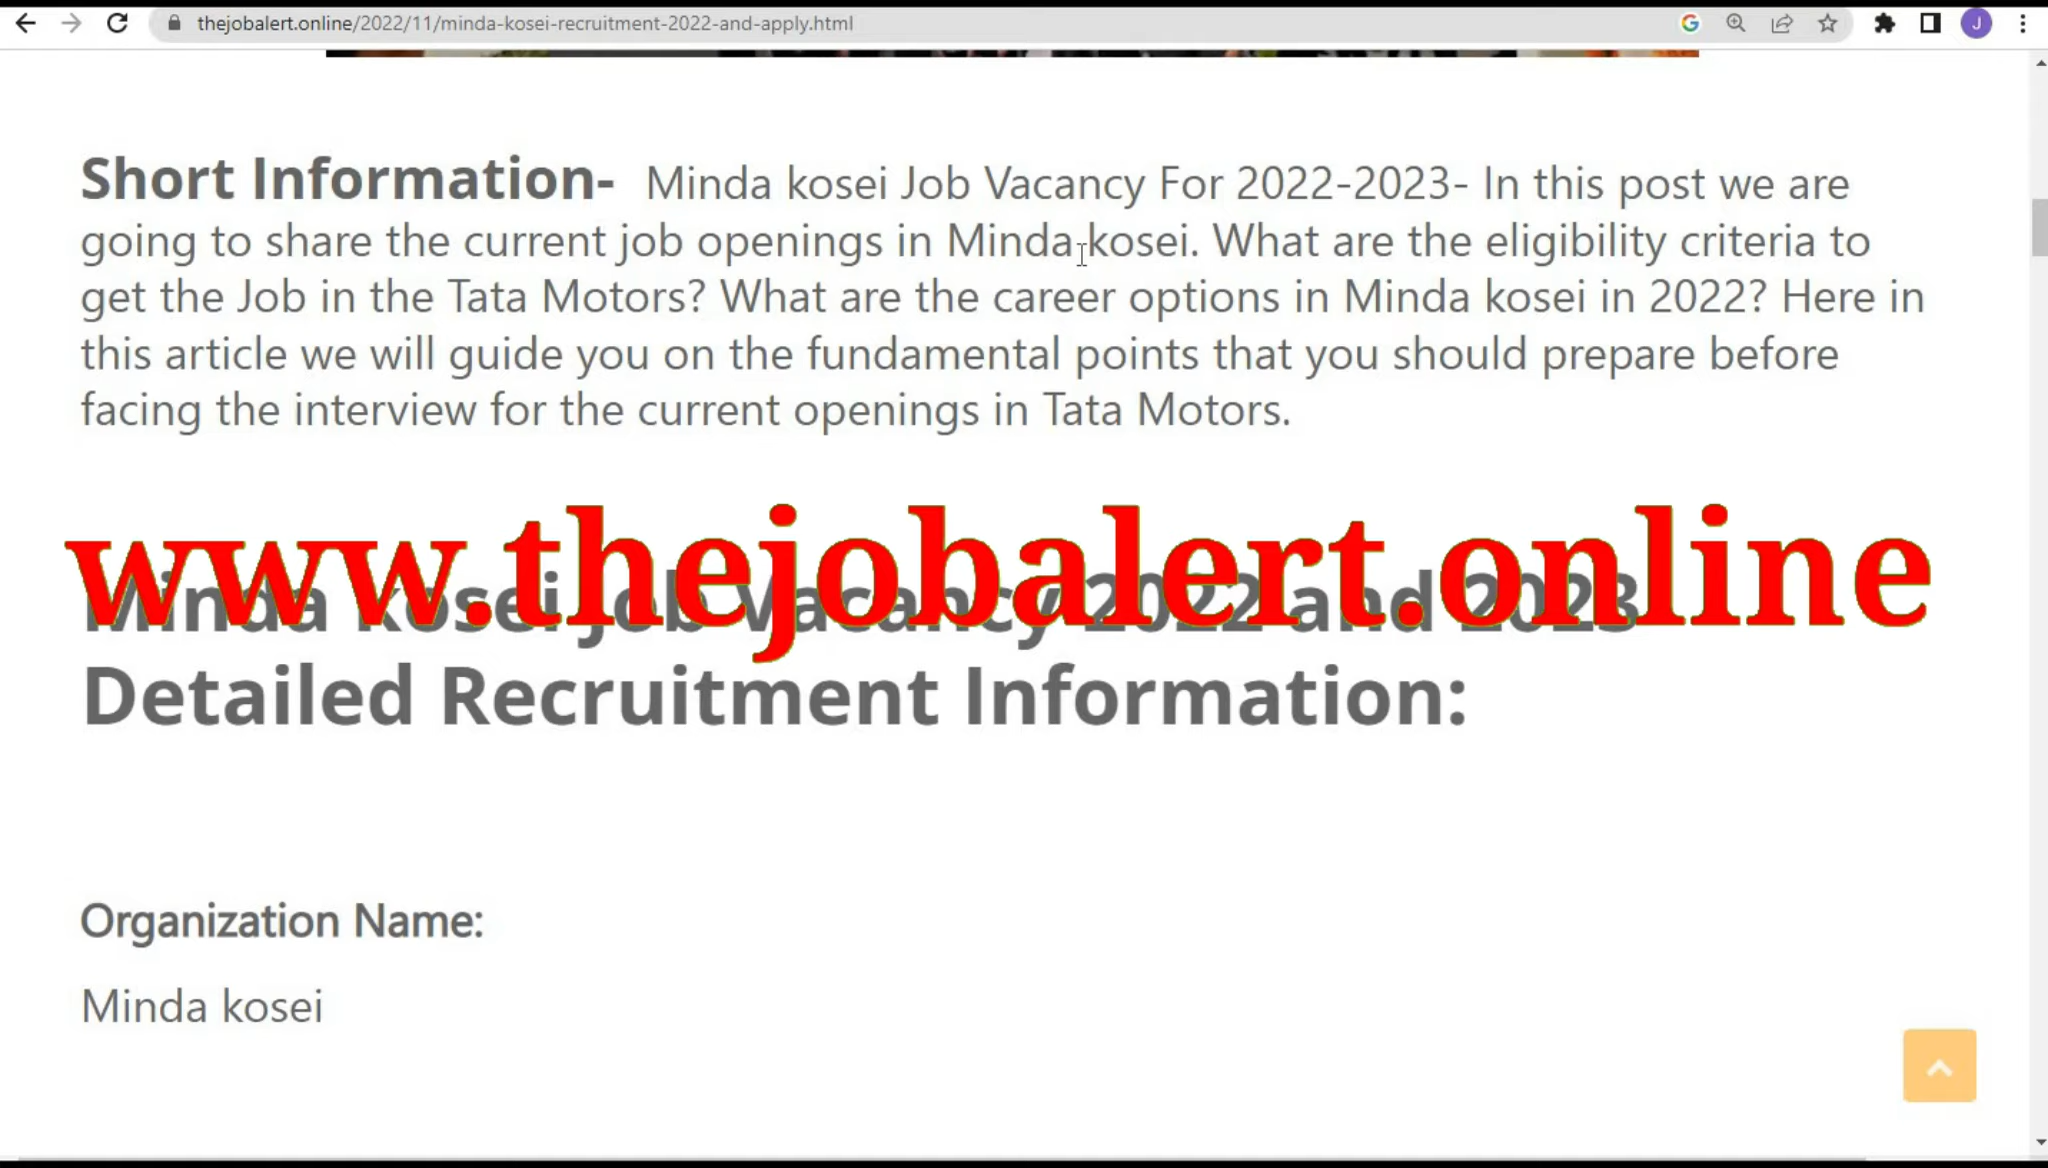 thejobalert.online/2022/11/minda-kosei-recruitment-2022-and-apply.html
G
J
Short Information- Minda kosei Job Vacancy For 2022-2023- In this post we are
going to share the current job openings in Minda kosei. What are the eligibility criteria to
get the Job in the Tata Motors? What are the career options in Minda kosei in 2022? Here in
this article we will guide you on the fundamental points that you should prepare before
facing the interview for the current openings in Tata Motors.
www.thejobalert.online
Minda kosei Job Vacancy 2022 and 2023
Detailed Recruitment Information:
Organization Name:
Minda kosei